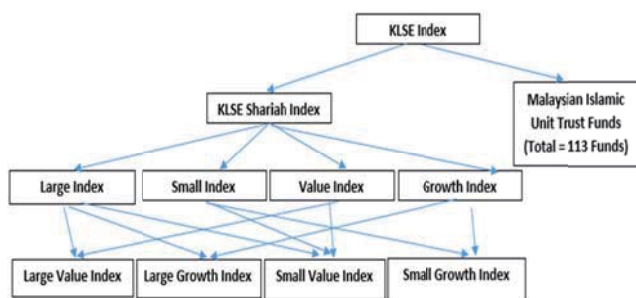 KLSE Index
KLSE Shariah Index
Malaysian Islamic
Unit Trust Funds
(Total = 113 Funds)
Large Index
Small Index
Value Index
Growth Index
Large Value Index
Large Growth Index
Small Value Index
Small Growth Index